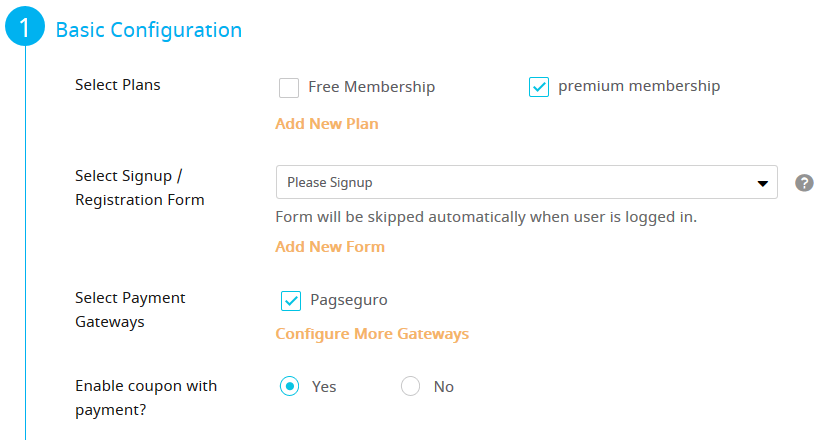 1 Basic Configuration
Select Plans Free Membership premium membership
Add New Plan
Select Signup /
Registration Form
Please Signup ?
Form will be skipped automatically when user is logged in.
Add New Form
Select Payment
Gateways
Pagseguro
Configure More Gateways
Enable coupon with
payment?
Yes No